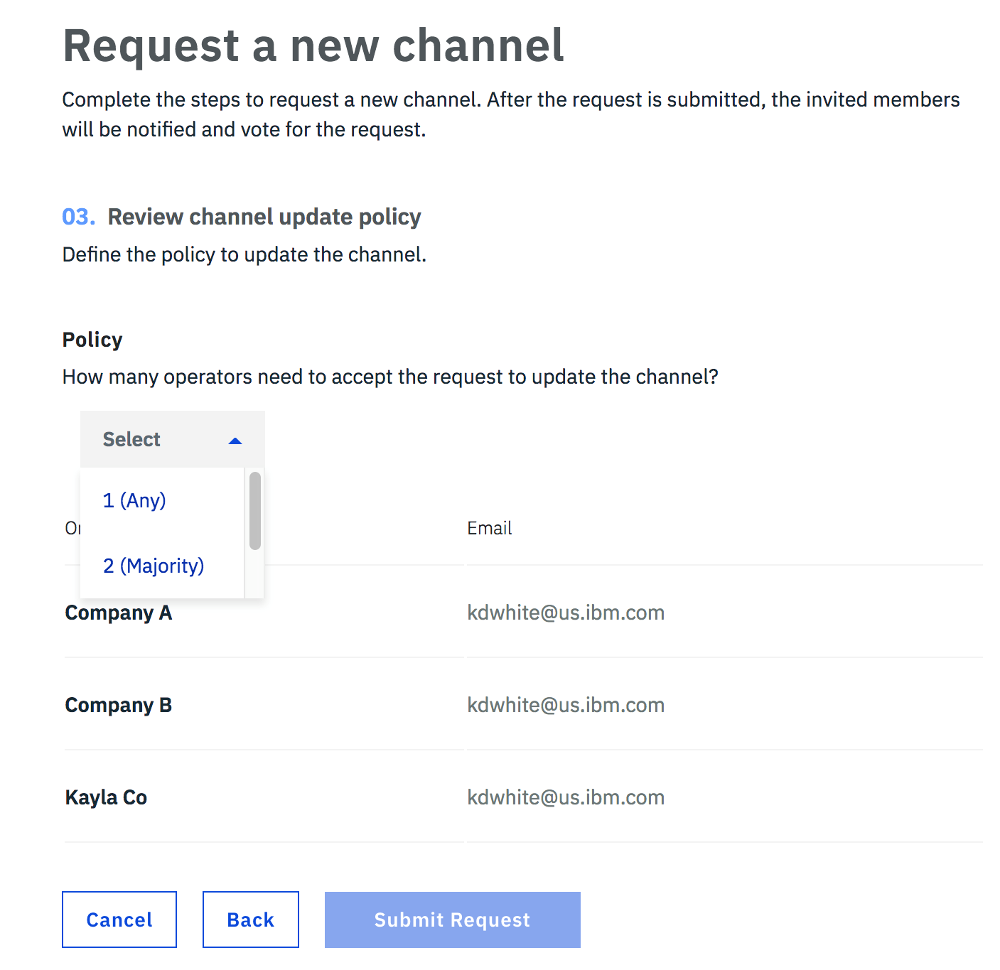 Request a new channel
Complete the steps to request a new channel. After the request is submitted, the invited members
will be notified and vote for the request.
03. Review channel update policy
Define the policy to update the channel.
Policy
How many operators need to accept the request to update the channel?
Select
1 (Any)
Email
2 (Majority)
Company A kdwhite@us.ibm.com
Company B kdwhite@us.ibm.com
Kayla Co kdwhite@us.ibm.com
Cancel Back Submit Request